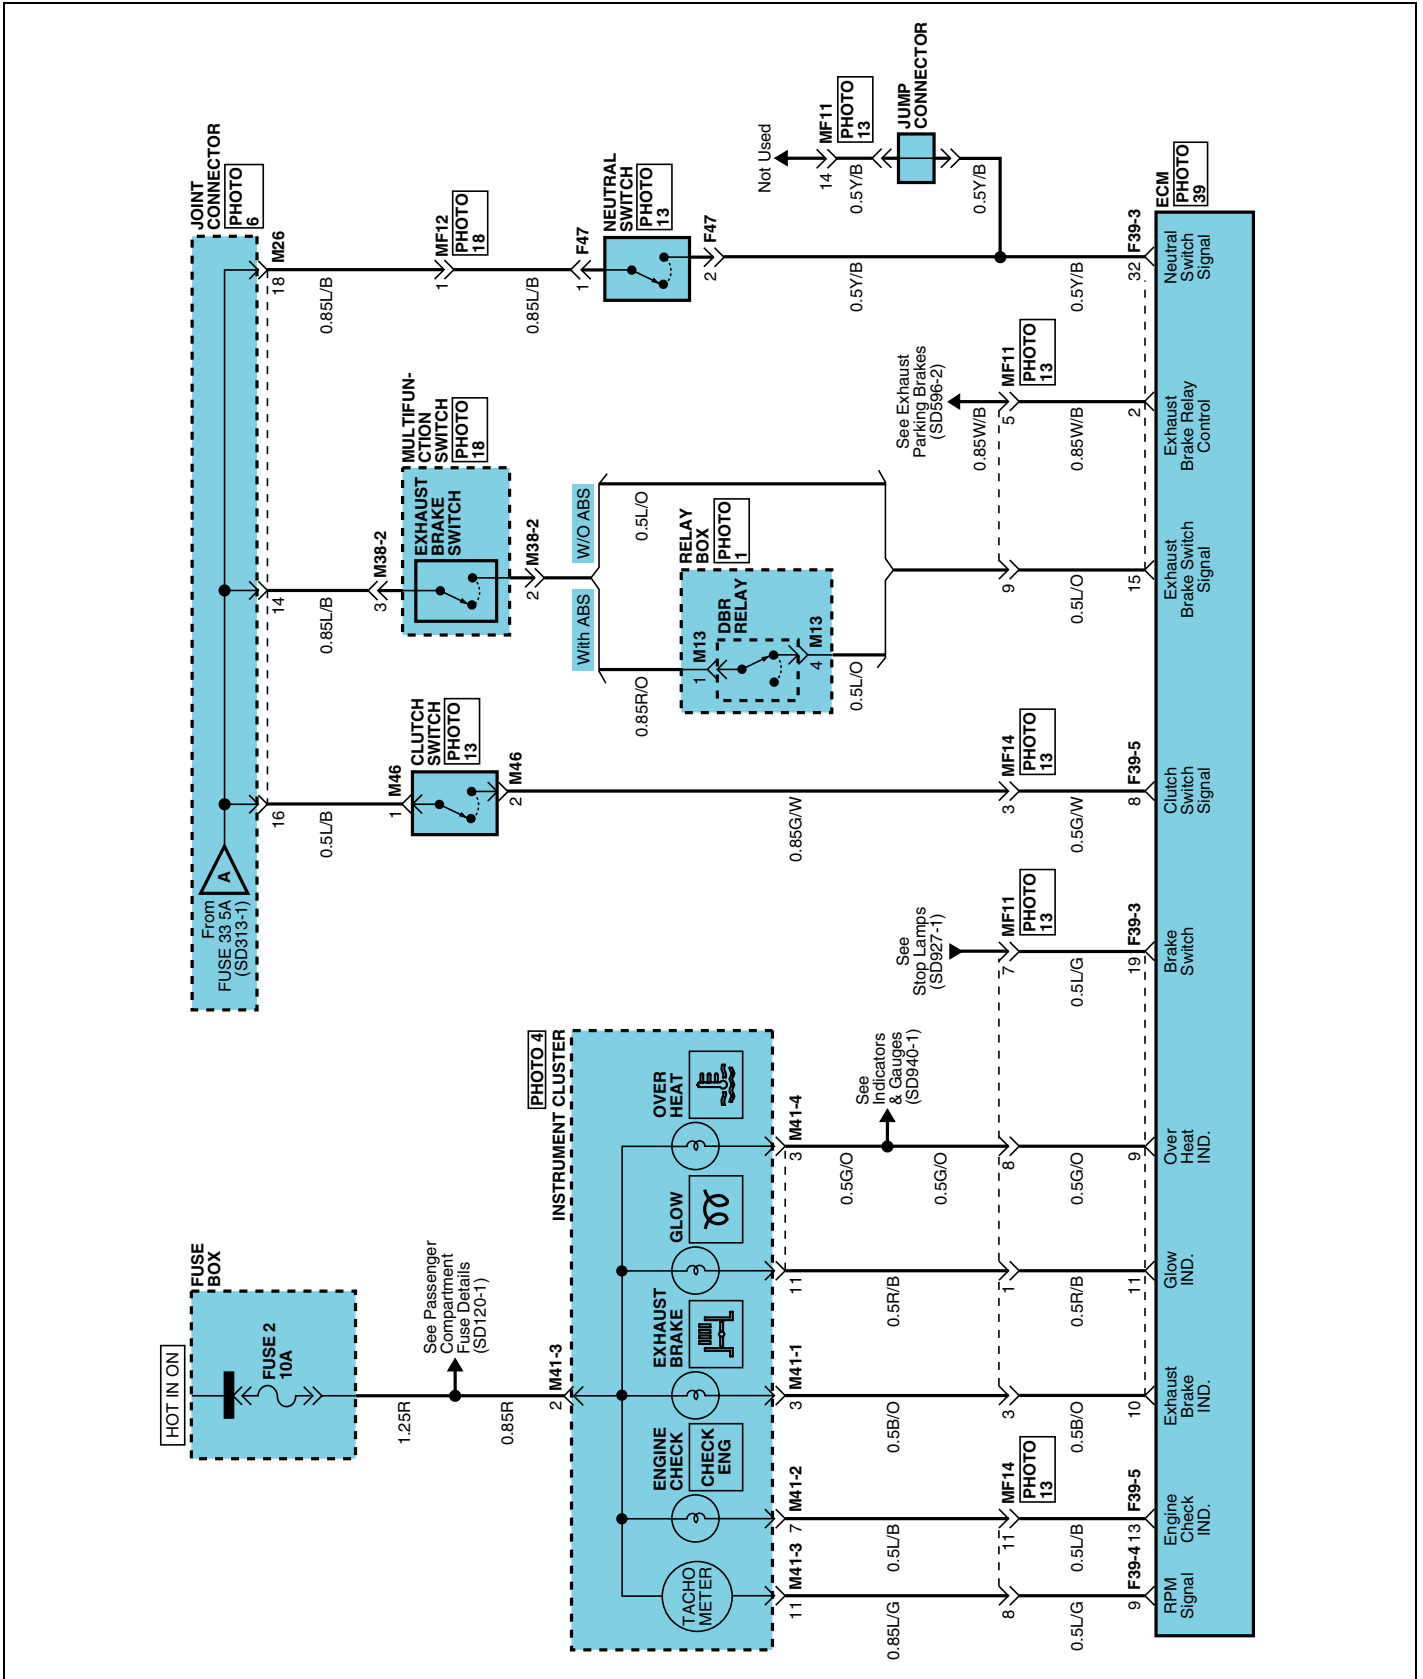 HOT IN ON
FUSE
BOX
FUSE 2
10A
1.25R
See Passenger
Compartment
Fuse Details
(SD120-1)
0.85R
2
M41-3
PHOTO 4
INSTRUMENT CLUSTER
TACHO
METER
ENGINE
CHECK
CHECK
ENG
EXHAUST
BRAKE
GLOW
OVER
HEAT
11
M41-3
7
M41-2
3
M41-1
11
3
M41-4
0.85L/G
0.5L/B
0.5B/O
0.5R/B
0.5G/O
See
Indicators
& Gauges
(SD940-1)
0.5G/O
See
Stop Lamps
(SD927-1)
8
11
MF14
PHOTO
13
3
1
8
7
MF11
PHOTO
13
0.5L/G
0.5L/B
0.5B/O
0.5R/B
0.5G/O
0.5L/G
9
F39-4
13
F39-5
10
11
9
19
F39-3
RPM
Signal
Engine
Check
IND.
Exhaust
Brake
IND.
Glow
IND.
Over
Heat
IND.
Brake
Switch
From
FUSE 33 5A
(SD313-1)
A
JOINT
CONNECTOR
PHOTO
6
16
14
18
M26
0.5L/B
0.85L/B
0.85L/B
1
M46
CLUTCH
SWITCH
PHOTO
13
2
M46
0.85G/W
3
MF14
PHOTO
13
0.5G/W
8
F39-5
Clutch
Switch
Signal
3
M38-2
MULTIFUN-
CTION
SWITCH
PHOTO
18
EXHAUST
BRAKE
SWITCH
2
M38-2
With ABS
W/O ABS
0.85R/O
0.5L/O
RELAY
BOX
PHOTO
1
1
M13
DBR
RELAY
4
M13
0.5L/O
9
0.5L/O
15
Exhaust
Brake Switch
Signal
See Exhaust
Parking Brakes
(SD596-2)
0.85W/B
5
MF11
PHOTO
13
0.85W/B
2
Exhaust
Brake Relay
Control
1
MF12
PHOTO
18
0.85L/B
1
F47
NEUTRAL
SWITCH
PHOTO
13
2
F47
0.5Y/B
0.5Y/B
32
F39-3
Neutral
Switch
Signal
Not Used
14
MF11
PHOTO
13
0.5Y/B
JUMP
CONNECTOR
0.5Y/B
ECM
PHOTO
39